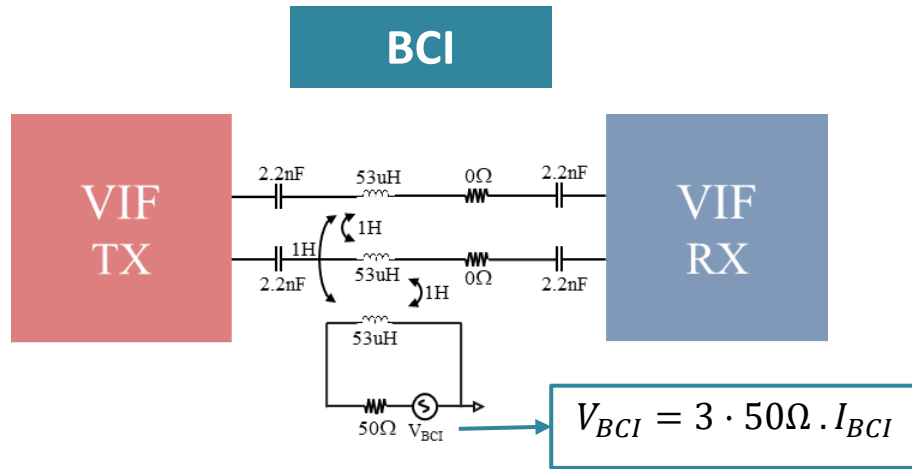 BCI
VIF
TX
2.2nF
53uH
0Ω
2.2nF
1H
1H
2.2nF
53uH
0Ω
2.2nF
1H
53uH
50Ω
V_BCI
V_BCI = 3 · 50Ω . I_BCI
VIF
RX